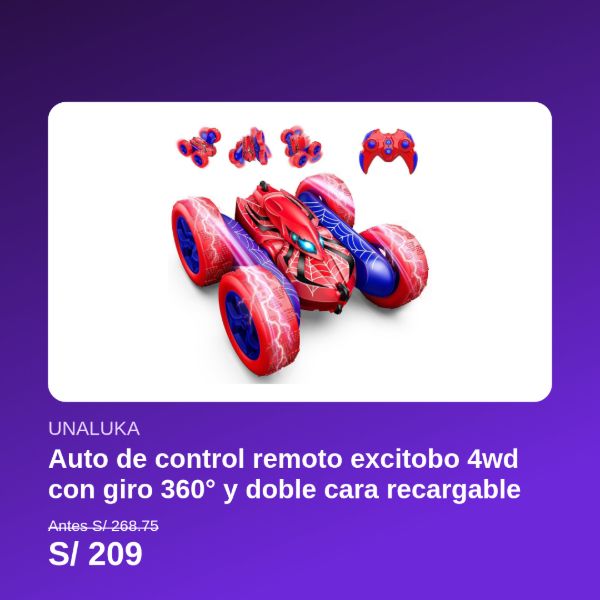 UNALUKA
Auto de control remoto excitobo 4wd
con giro 360° y doble cara recargable
Antes S/ 268.75
S/ 209